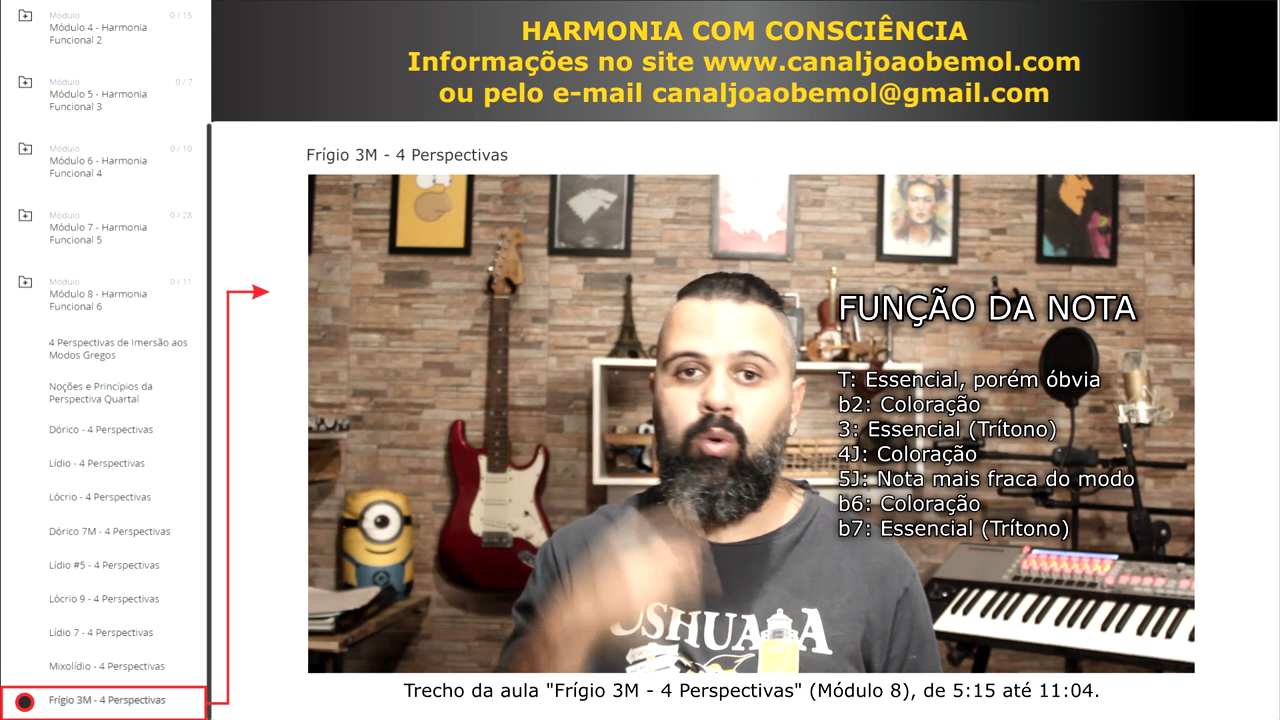 Módulo 0 / 15
Módulo 4 - Harmonia
Funcional 2
Módulo 0 / 7
Módulo 5 - Harmonia
Funcional 3
Módulo 0 / 10
Módulo 6 - Harmonia
Funcional 4
Módulo 0 / 28
Módulo 7 - Harmonia
Funcional 5
Módulo 0 / 11
Módulo 8 - Harmonia
Funcional 6
4 Perspectivas de Imersão aos
Modos Gregos
Noções e Princípios da
Perspectiva Quartal
Dórico - 4 Perspectivas
Lídio - 4 Perspectivas
Lócrio - 4 Perspectivas
Dórico 7M - 4 Perspectivas
Lídio #5 - 4 Perspectivas
Lócrio 9 - 4 Perspectivas
Lídio 7 - 4 Perspectivas
Mixolídio - 4 Perspectivas
Frígio 3M - 4 Perspectivas
HARMONIA COM CONSCIÊNCIA
Informações no site www.canaljoaobemol.com
ou pelo e-mail canaljoaobemol@gmail.com
Frígio 3M - 4 Perspectivas
FUNÇÃO DA NOTA
T: Essencial, porém óbvia
b2: Coloração
3: Essencial (Trítono)
4J: Coloração
5J: Nota mais fraca do modo
b6: Coloração
b7: Essencial (Trítono)
USHUAIA
Trecho da aula "Frígio 3M - 4 Perspectivas" (Módulo 8), de 5:15 até 11:04.